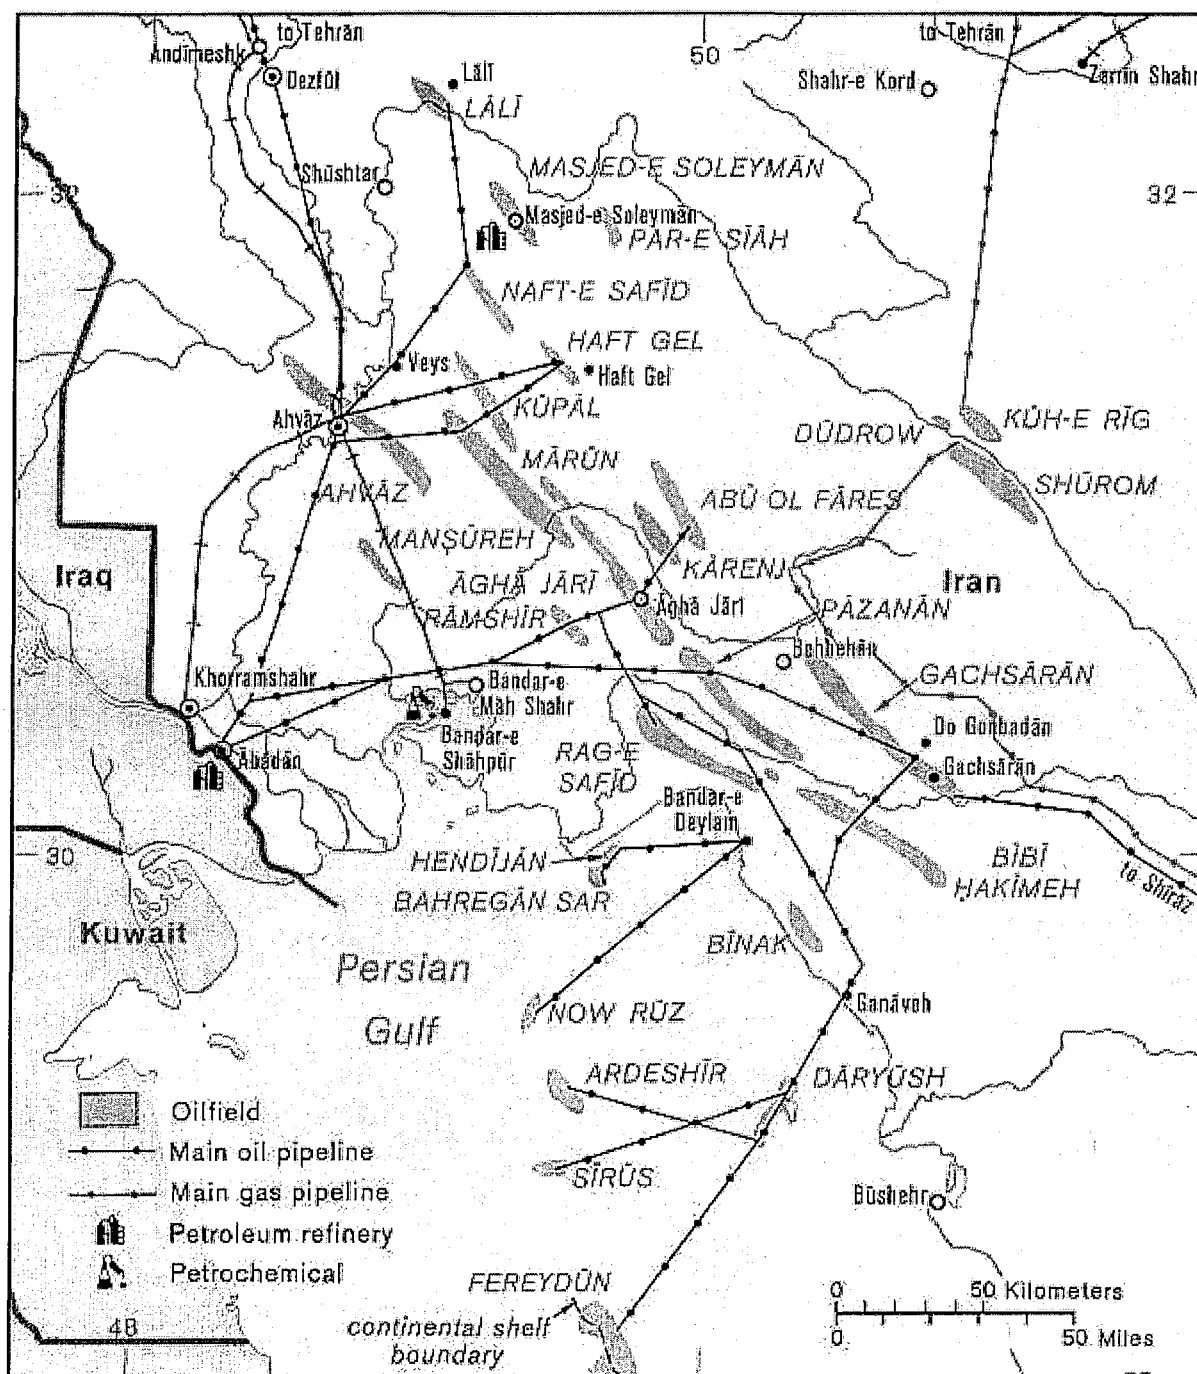 to Tehrān
50
to Tehrān
Andīmeshk
Dezfūl
Lālī
LĀLĪ
Shahr-e Kord
Zarrīn Shahr
Shūshtar
MASJED-E SOLEYMĀN
32
32
Masjed-e Soleymān
PAR-E SĪĀH
NAFT-E SAFĪD
HAFT GEL
Veys
Haft Gel
KŪPĀL
Ahvāz
DŪDROW
KŪH-E RĪG
MĀRŪN
AHVĀZ
ABŪ OL FĀRES
SHŪROM
MANŞŪREH
Iraq
ĀGHĀ JĀRĪ
KĀRENJ
Iran
RĀMSHĪR
Āghā Jārī
PĀZANĀN
Behbehān
Khorramshahr
GACHSĀRĀN
Bandar-e
Māh Shahr
Bandar-e
Shāhpūr
Do Gonbadān
Ābādān
RAG-E
SAFĪD
Gachsārān
Bandar-e
Deylam
30
HENDĪJĀN
BĪBĪ
ḤAKĪMEH
to Shīrāz
BAHREGĀN SAR
Kuwait
BĪNAK
Persian
Gulf
NOW RŪZ
Ganāveh
ARDESHĪR
DĀRYŪSH
Oilfield
Main oil pipeline
SĪRŪS
Main gas pipeline
Būshehr
Petroleum refinery
Petrochemical
FEREYDŪN
0 50 Kilometers
0 50 Miles
48
continental shelf
boundary